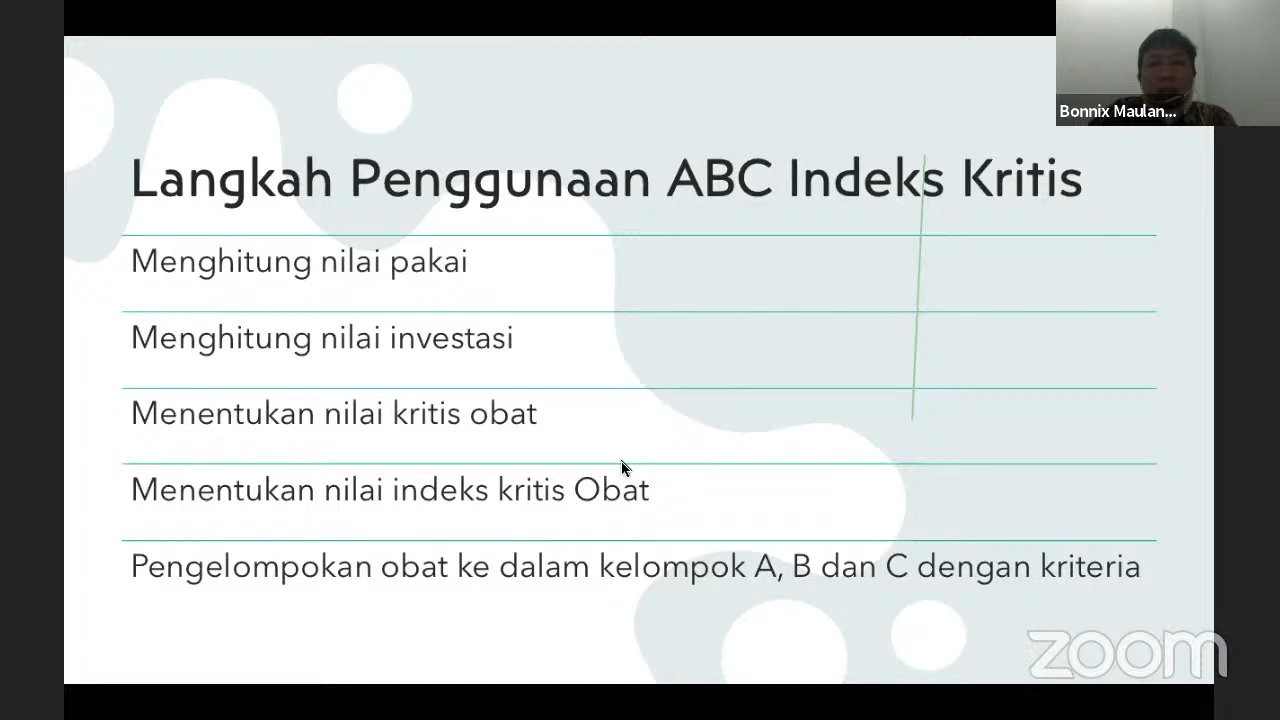 Bonnix Maulan...
Langkah Penggunaan ABC Indeks Kritis
Menghitung nilai pakai
Menghitung nilai investasi
Menentukan nilai kritis obat
Menentukan nilai indeks kritis Obat
Pengelompokan obat ke dalam kelompok A, B dan C dengan kriteria
zoom